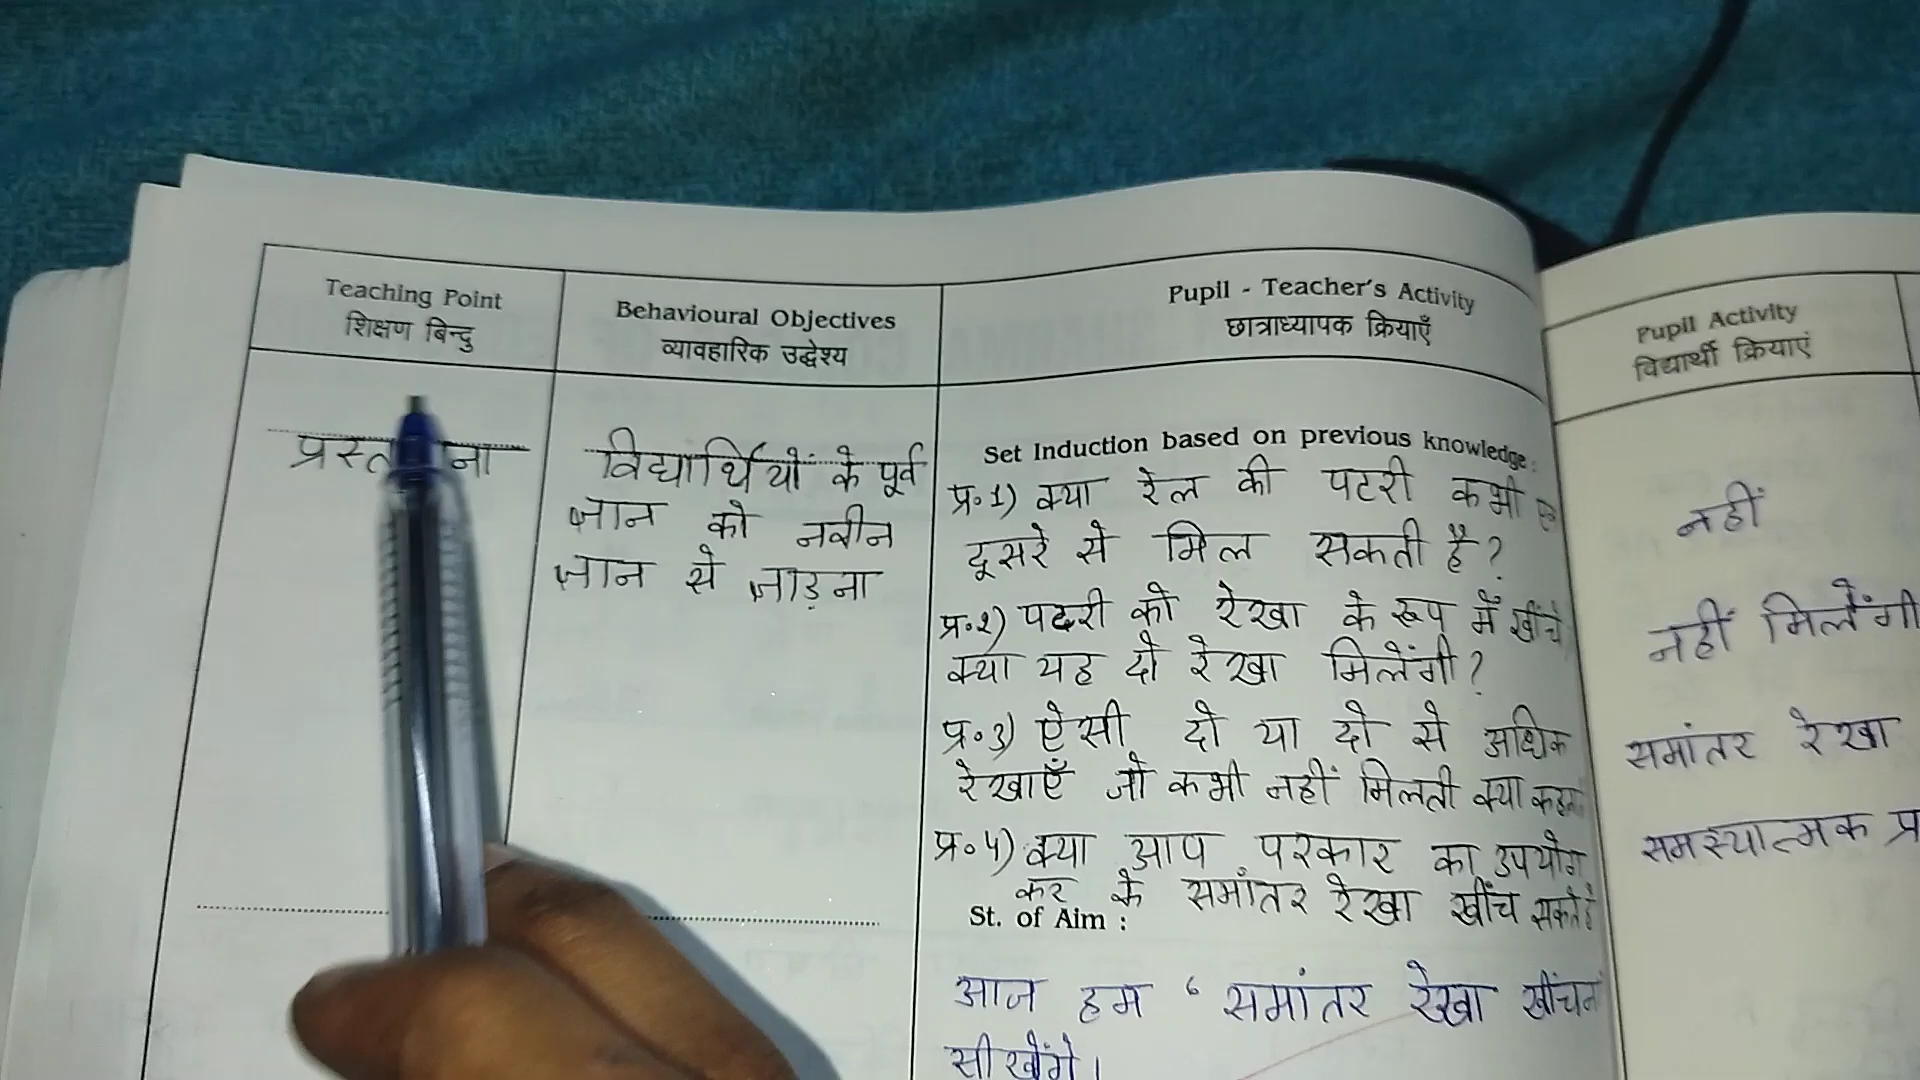 Teaching Point
शिक्षण बिन्दु
Behavioural Objectives
व्यावहारिक उद्धेश्य
Pupil - Teacher's Activity
छात्राध्यापक क्रियाएँ
Pupil Activity
विद्यार्थी क्रियाएं
विद्यार्थियों के पूर्व
ज्ञान को नवीन
ज्ञान से जाड़ना
Set Induction based on previous knowledge :
प्र॰1) क्या रेल की पटरी कभी
दूसरे से मिल सकती है?
प्र॰2) पटरी को रेखा के रूप में खींचे
क्या यह दो रेखा मिलेंगी?
प्र॰3) ऐसी दो या दो से अधिक
रेखाएँ जो कभी नहीं मिलती क्या
प्र॰4) क्या आप परकार का उपयोग
कर के समांतर रेखा खींच सकते है
St. of Aim :
आज हम ' समांतर रेखा
सीखेंगे।
नहीं
नहीं मिलेंगी
समांतर रेखा
समस्यात्मक